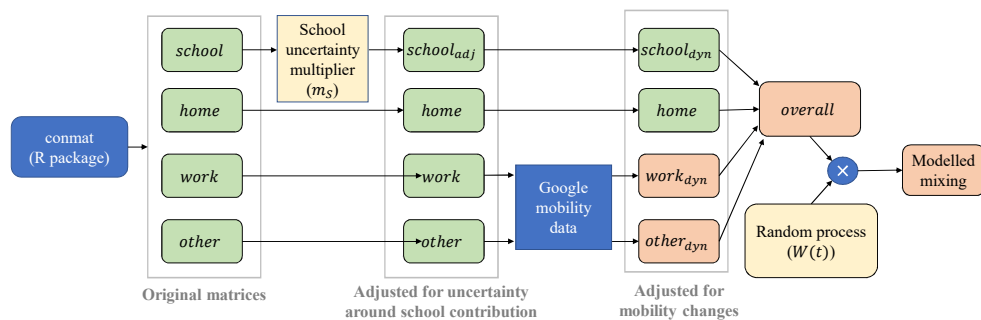 conmat
(R package)
school
home
work
other
Original matrices
School
uncertainty
multiplier
(m_S)
school_adj
home
work
other
Adjusted for uncertainty
around school contribution
Google
mobility
data
school_dyn
home
work_dyn
other_dyn
Adjusted for
mobility changes
overall
×
Random process
(W(t))
Modelled
mixing